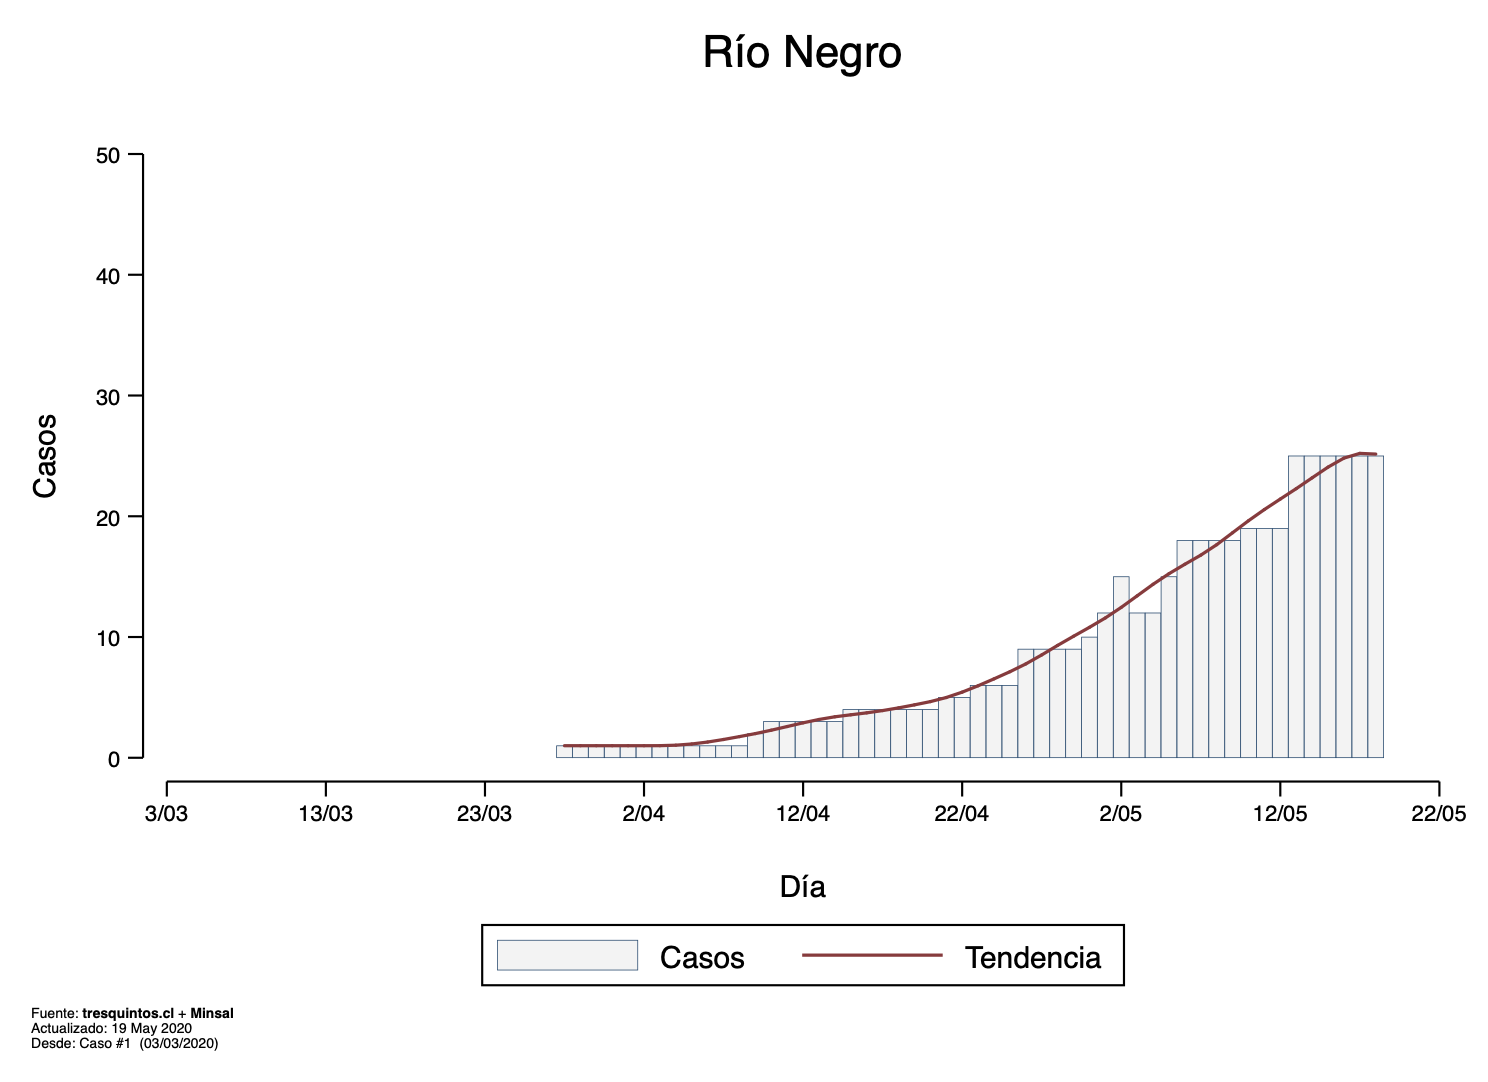 Río Negro
50
40
30
20
10
0
Casos
3/03 13/03 23/03 2/04 12/04 22/04 2/05 12/05 22/05
Día
Casos Tendencia
Fuente: tresquintos.cl + Minsal
Actualizado: 19 May 2020
Desde: Caso #1 (03/03/2020)